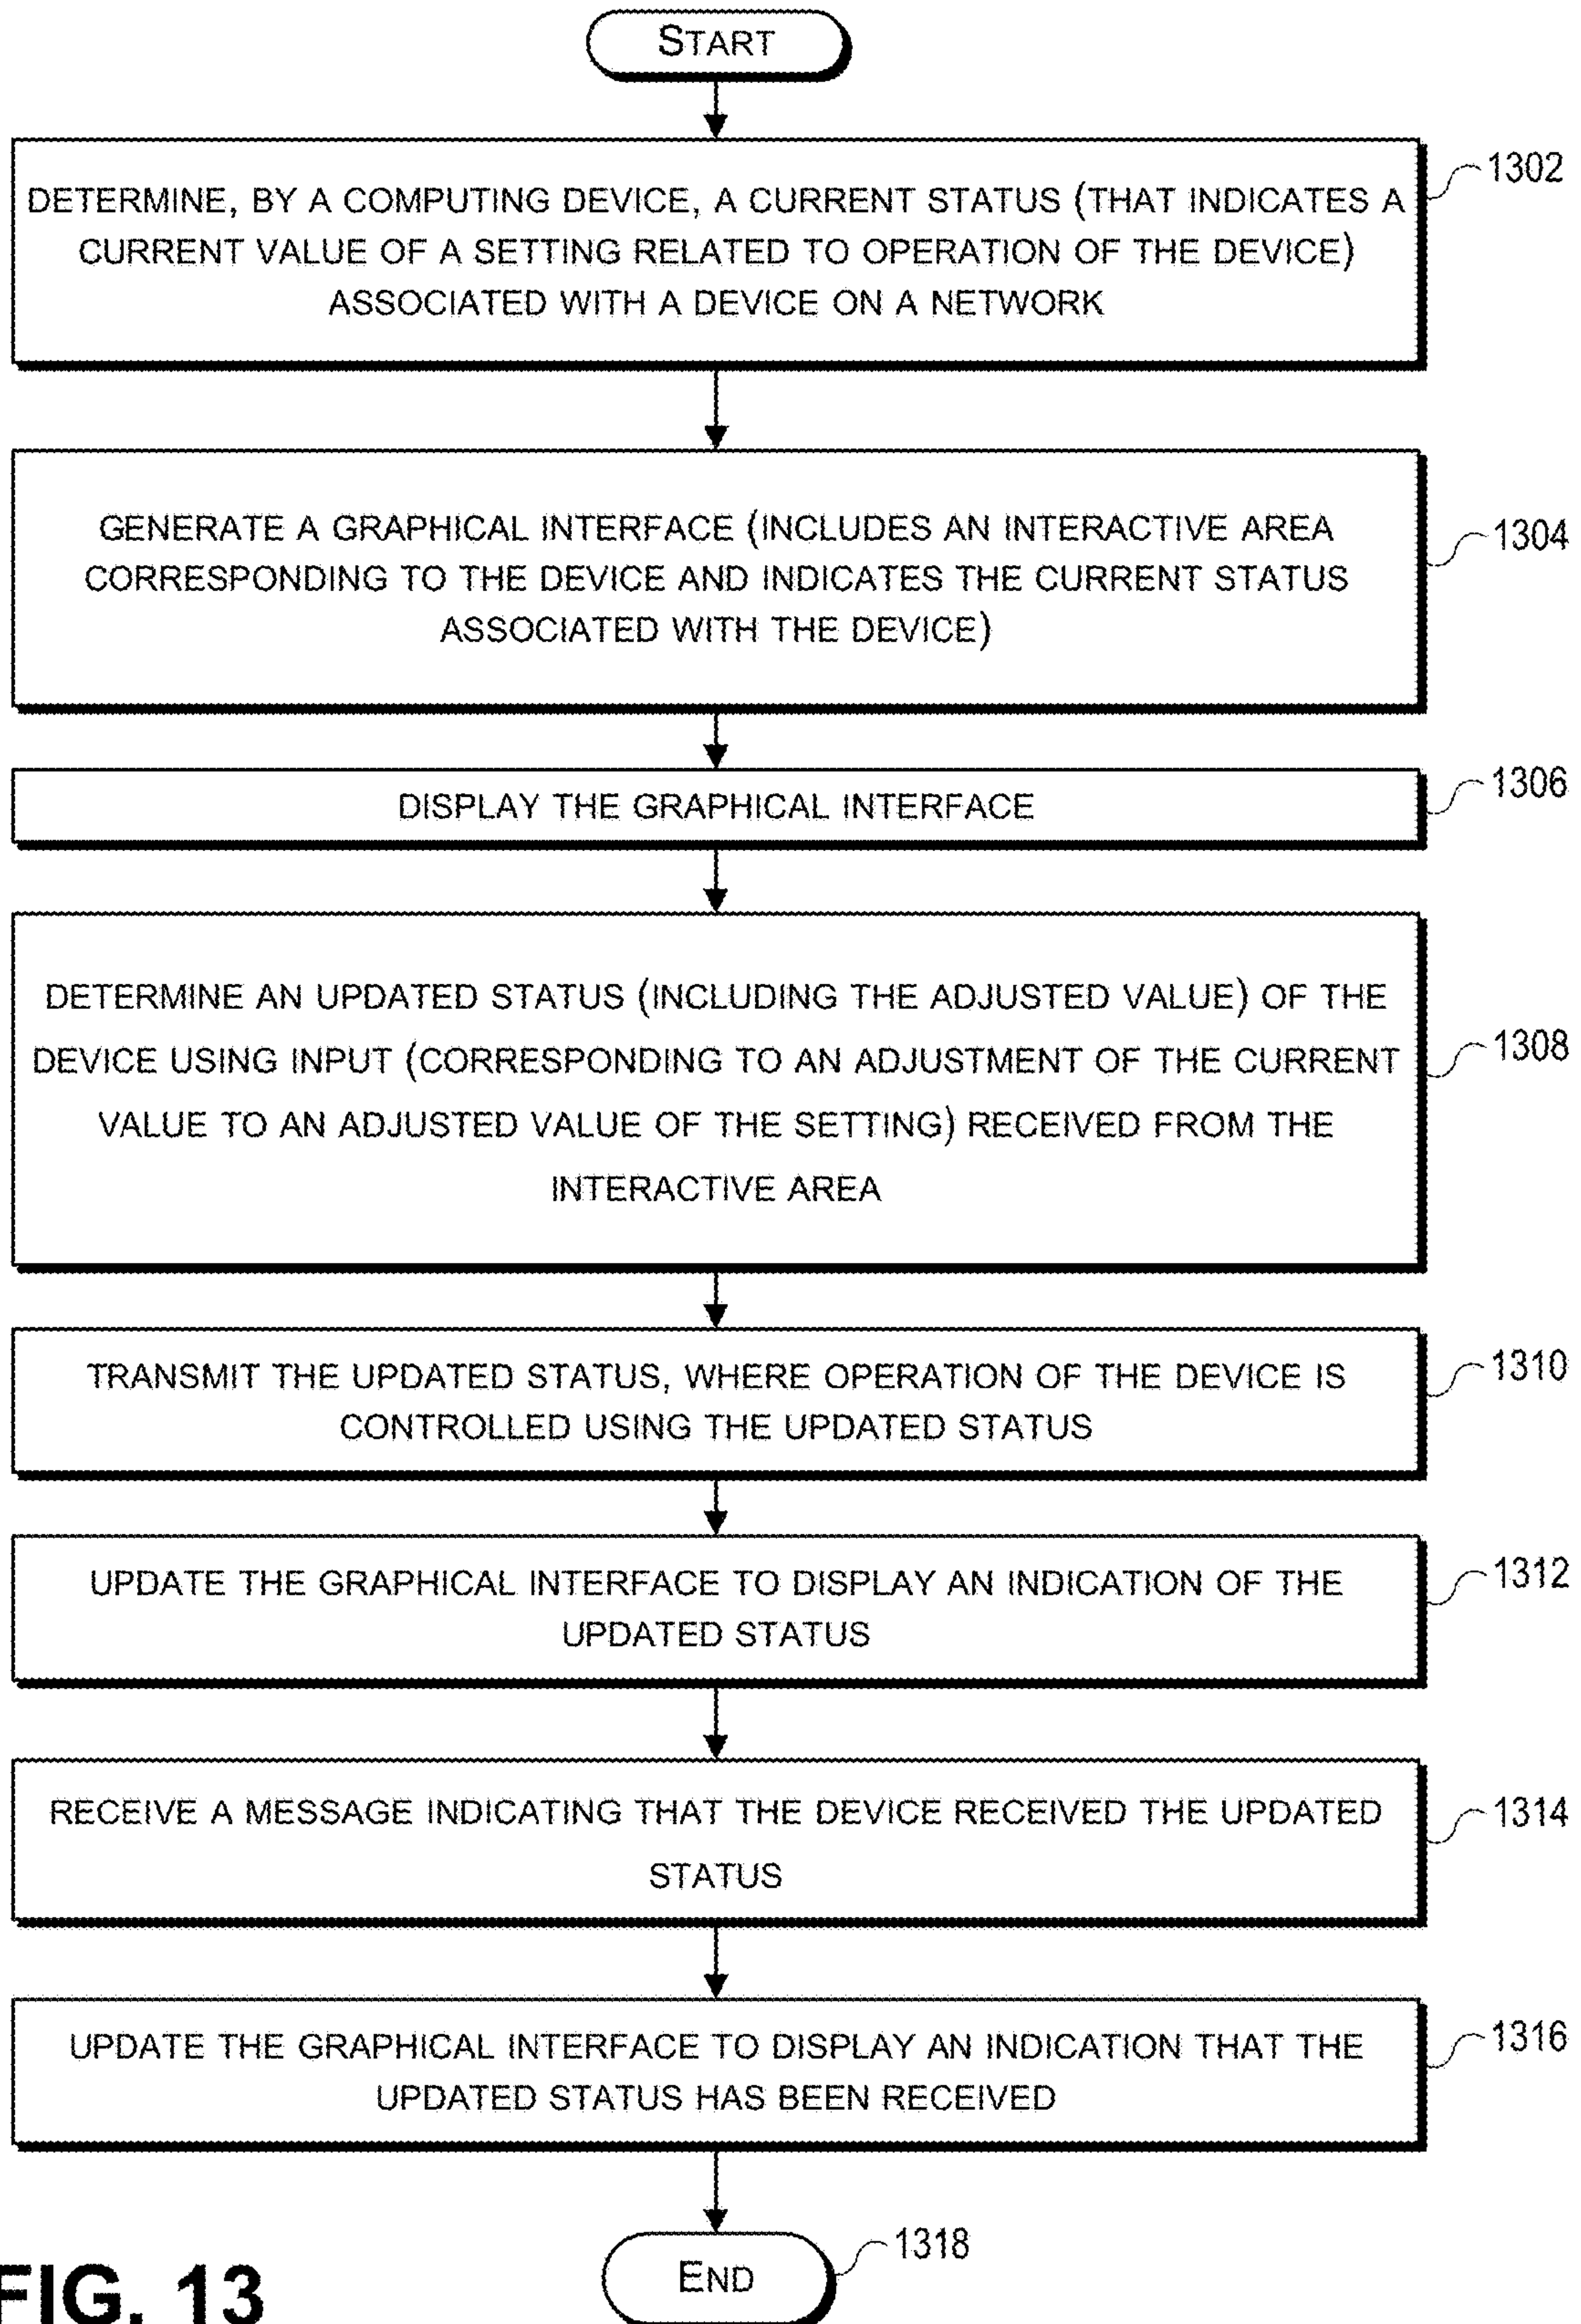 START
1302
DETERMINE, BY A COMPUTING DEVICE, A CURRENT STATUS (THAT INDICATES A
CURRENT VALUE OF A SETTING RELATED TO OPERATION OF THE DEVICE)
ASSOCIATED WITH A DEVICE ON A NETWORK
1304
GENERATE A GRAPHICAL INTERFACE (INCLUDES AN INTERACTIVE AREA
CORRESPONDING TO THE DEVICE AND INDICATES THE CURRENT STATUS
ASSOCIATED WITH THE DEVICE)
1306
DISPLAY THE GRAPHICAL INTERFACE
1308
DETERMINE AN UPDATED STATUS (INCLUDING THE ADJUSTED VALUE) OF THE
DEVICE USING INPUT (CORRESPONDING TO AN ADJUSTMENT OF THE CURRENT
VALUE TO AN ADJUSTED VALUE OF THE SETTING) RECEIVED FROM THE
INTERACTIVE AREA
1310
TRANSMIT THE UPDATED STATUS, WHERE OPERATION OF THE DEVICE IS
CONTROLLED USING THE UPDATED STATUS
1312
UPDATE THE GRAPHICAL INTERFACE TO DISPLAY AN INDICATION OF THE
UPDATED STATUS
1314
RECEIVE A MESSAGE INDICATING THAT THE DEVICE RECEIVED THE UPDATED
STATUS
1316
UPDATE THE GRAPHICAL INTERFACE TO DISPLAY AN INDICATION THAT THE
UPDATED STATUS HAS BEEN RECEIVED
1318
END
FIG. 13